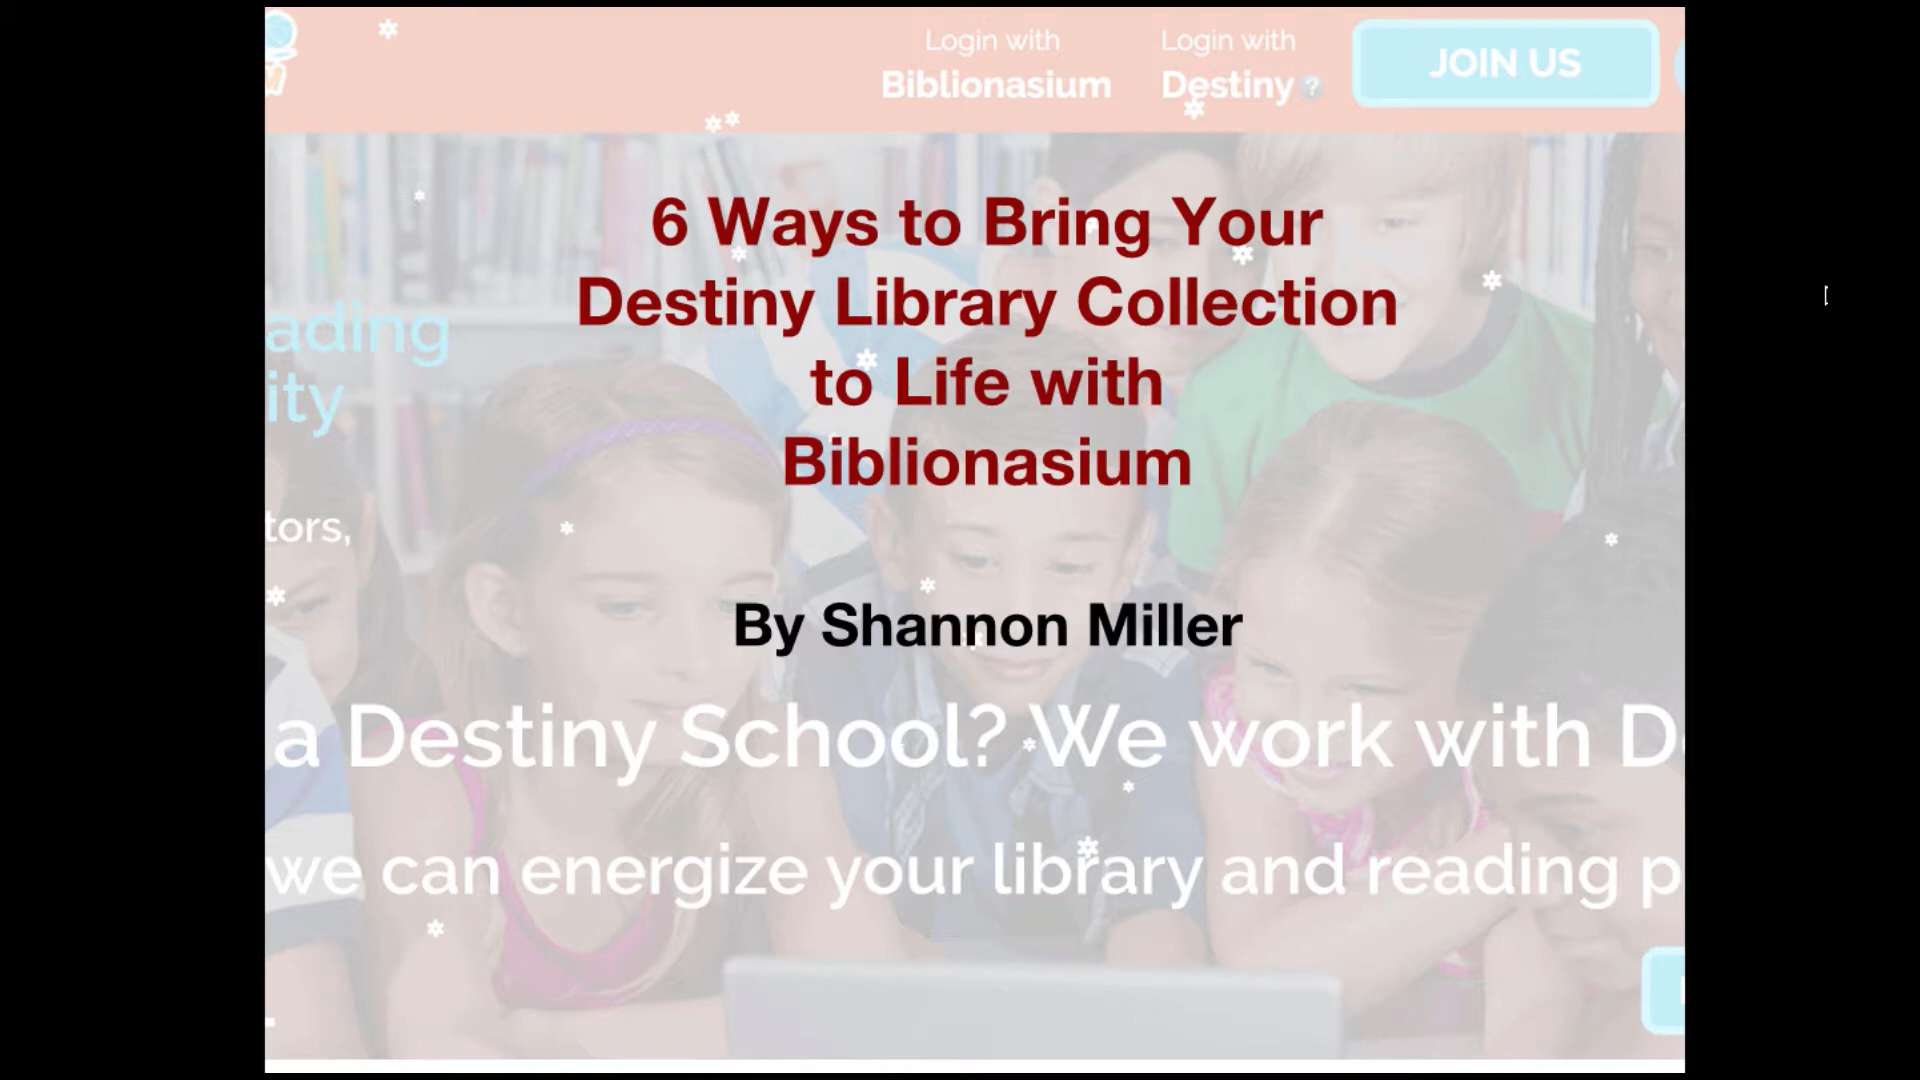 Login with
Biblionasium
Login with
Destiny ?
JOIN US
6 Ways to Bring Your
Destiny Library Collection
to Life with
Biblionasium
ading
ity
tors,
By Shannon Miller
a Destiny School? We work with D
we can energize your library and reading p